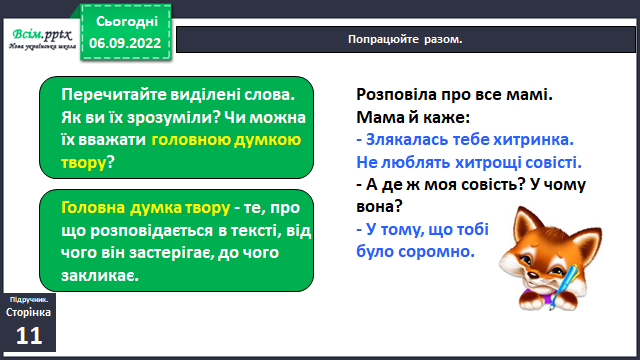 Всім.pptx
Нова українська школа
Сьогодні
06.09.2022
Попрацюйте разом.
Перечитайте виділені слова.
Як ви їх зрозуміли? Чи можна
їх вважати головною думкою
твору?
Головна думка твору - те, про
що розповідається в тексті, від
чого він застерігає, до чого
закликає.
Розповіла про все мамі.
Мама й каже:
- Злякалась тебе хитринка.
Не люблять хитрощі совісті.
- А де ж моя совість? У чому
вона?
- У тому, що тобі
було соромно.
Підручник.
Сторінка
11